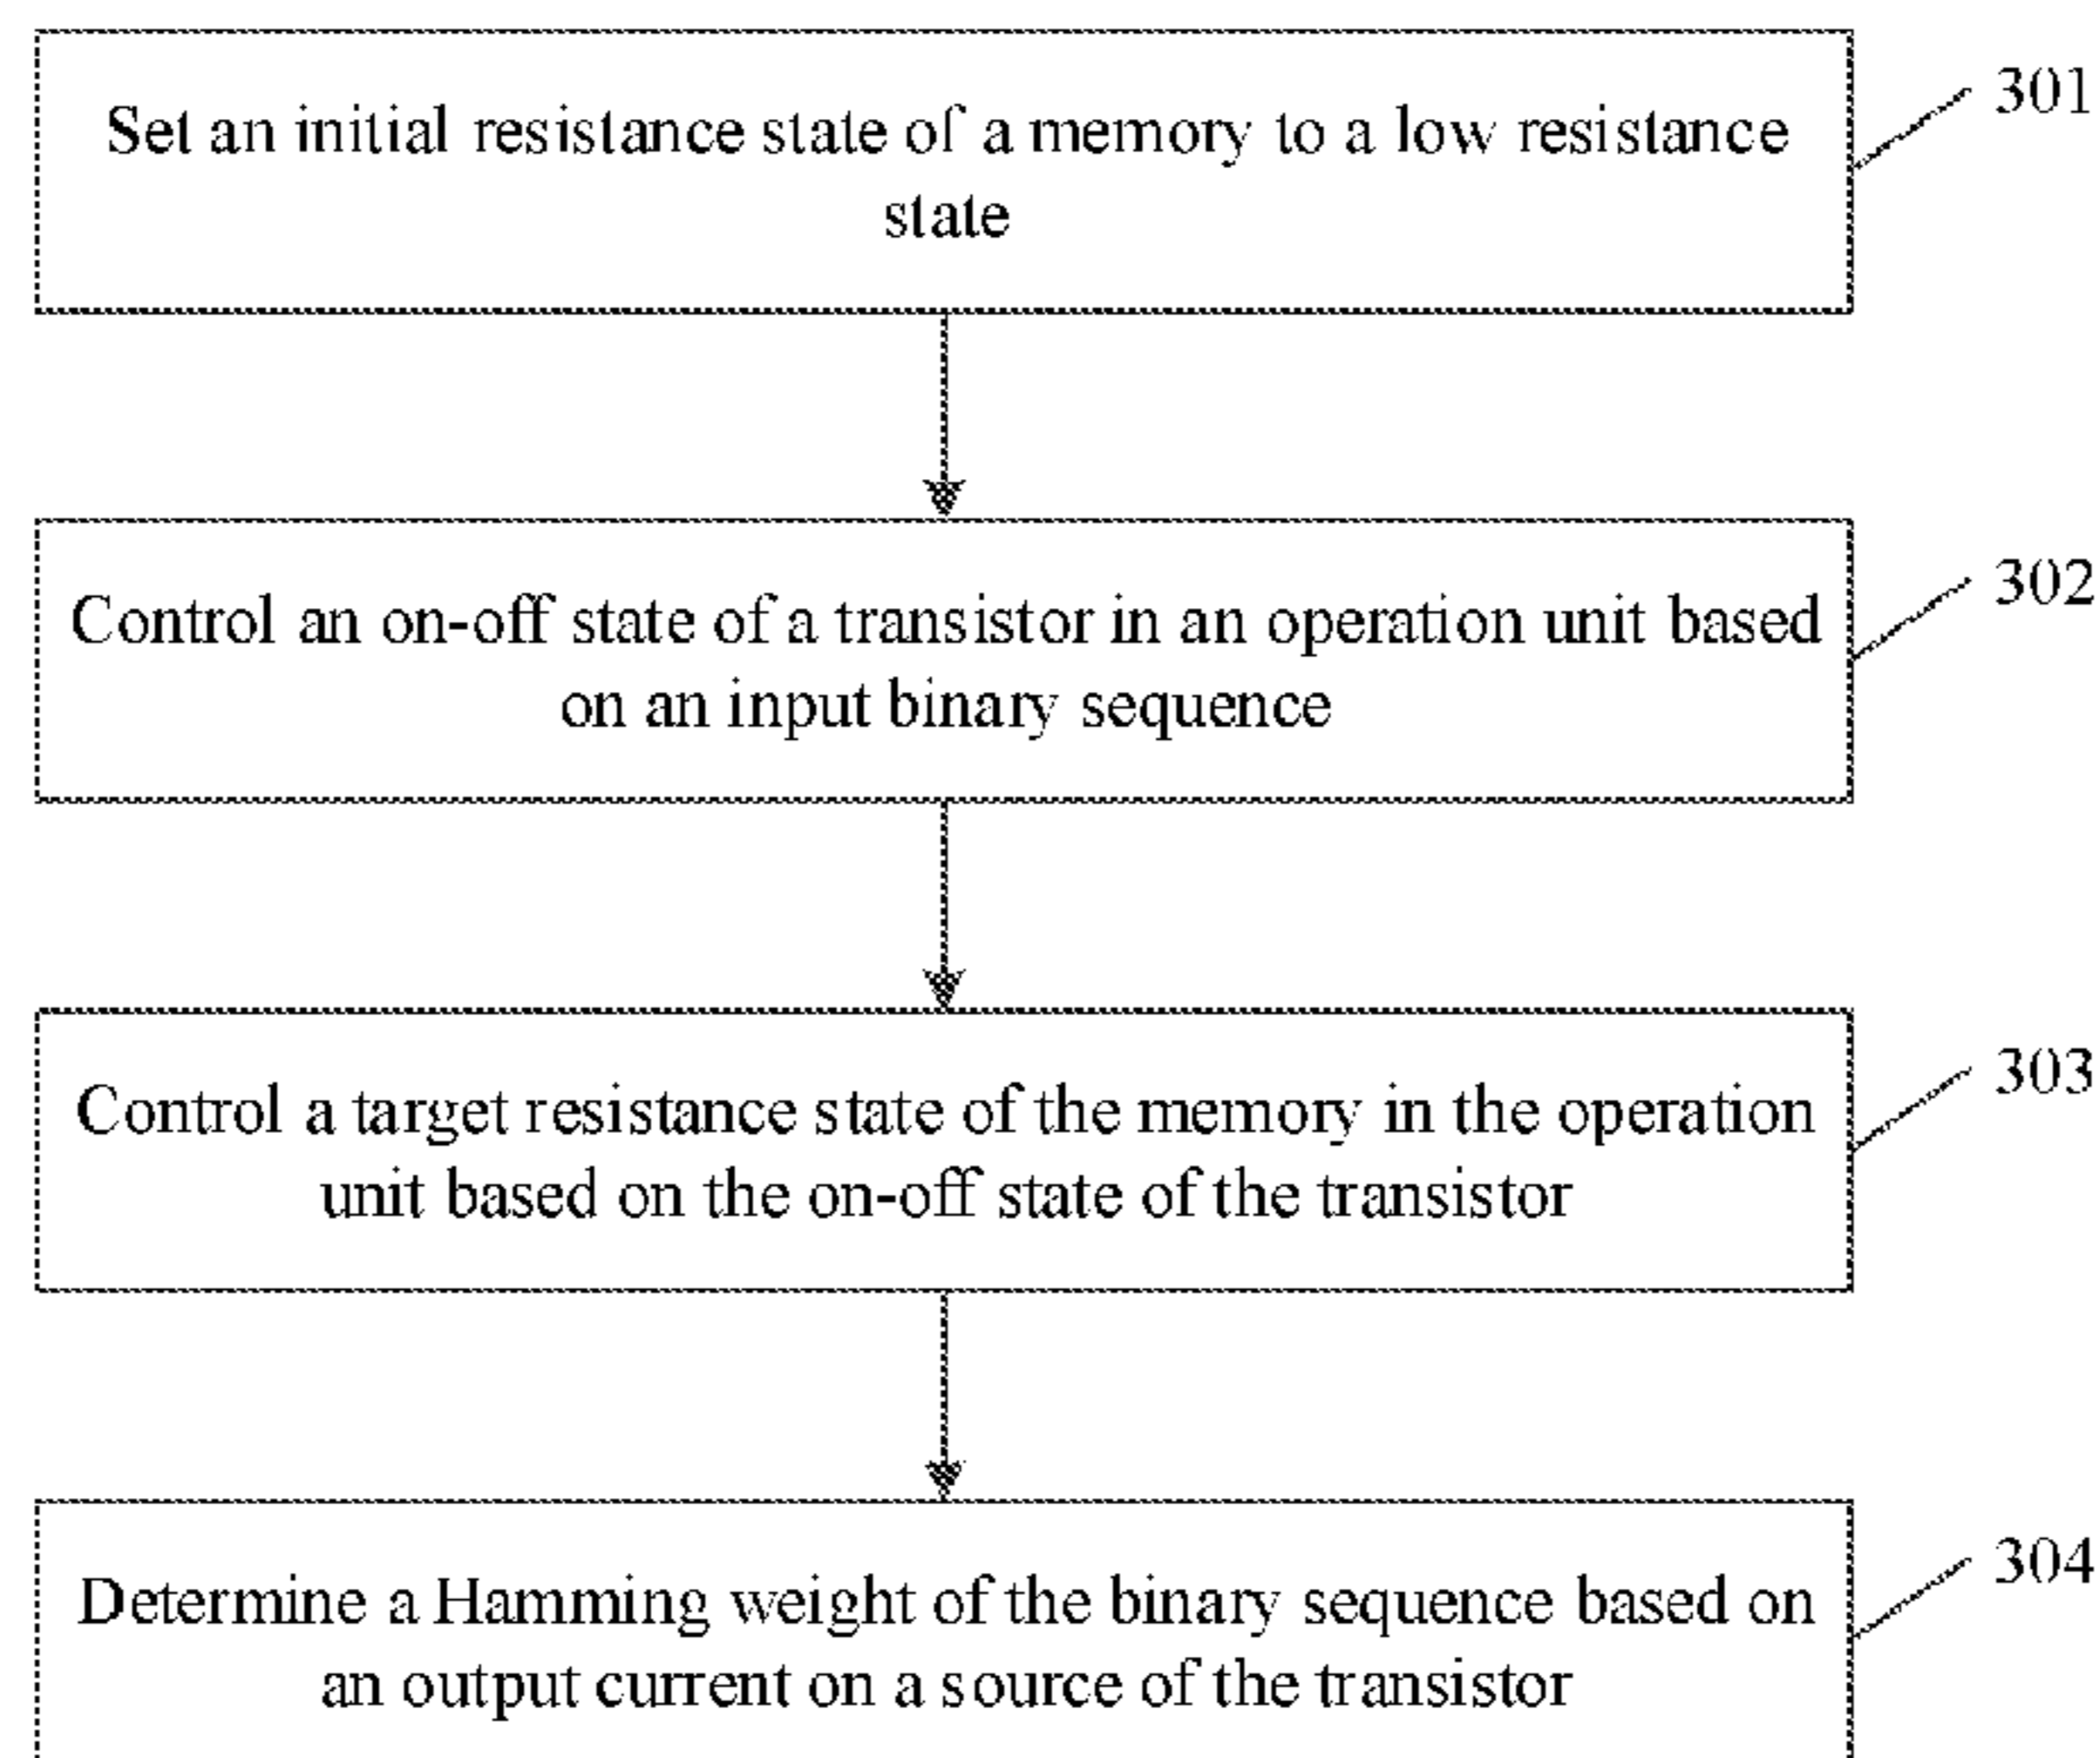 Set an initial resistance state of a memory to a low resistance
state
301
Control an on-off state of a transistor in an operation unit based
on an input binary sequence
302
Control a target resistance state of the memory in the operation
unit based on the on-off state of the transistor
303
Determine a Hamming weight of the binary sequence based on
an output current on a source of the transistor
304